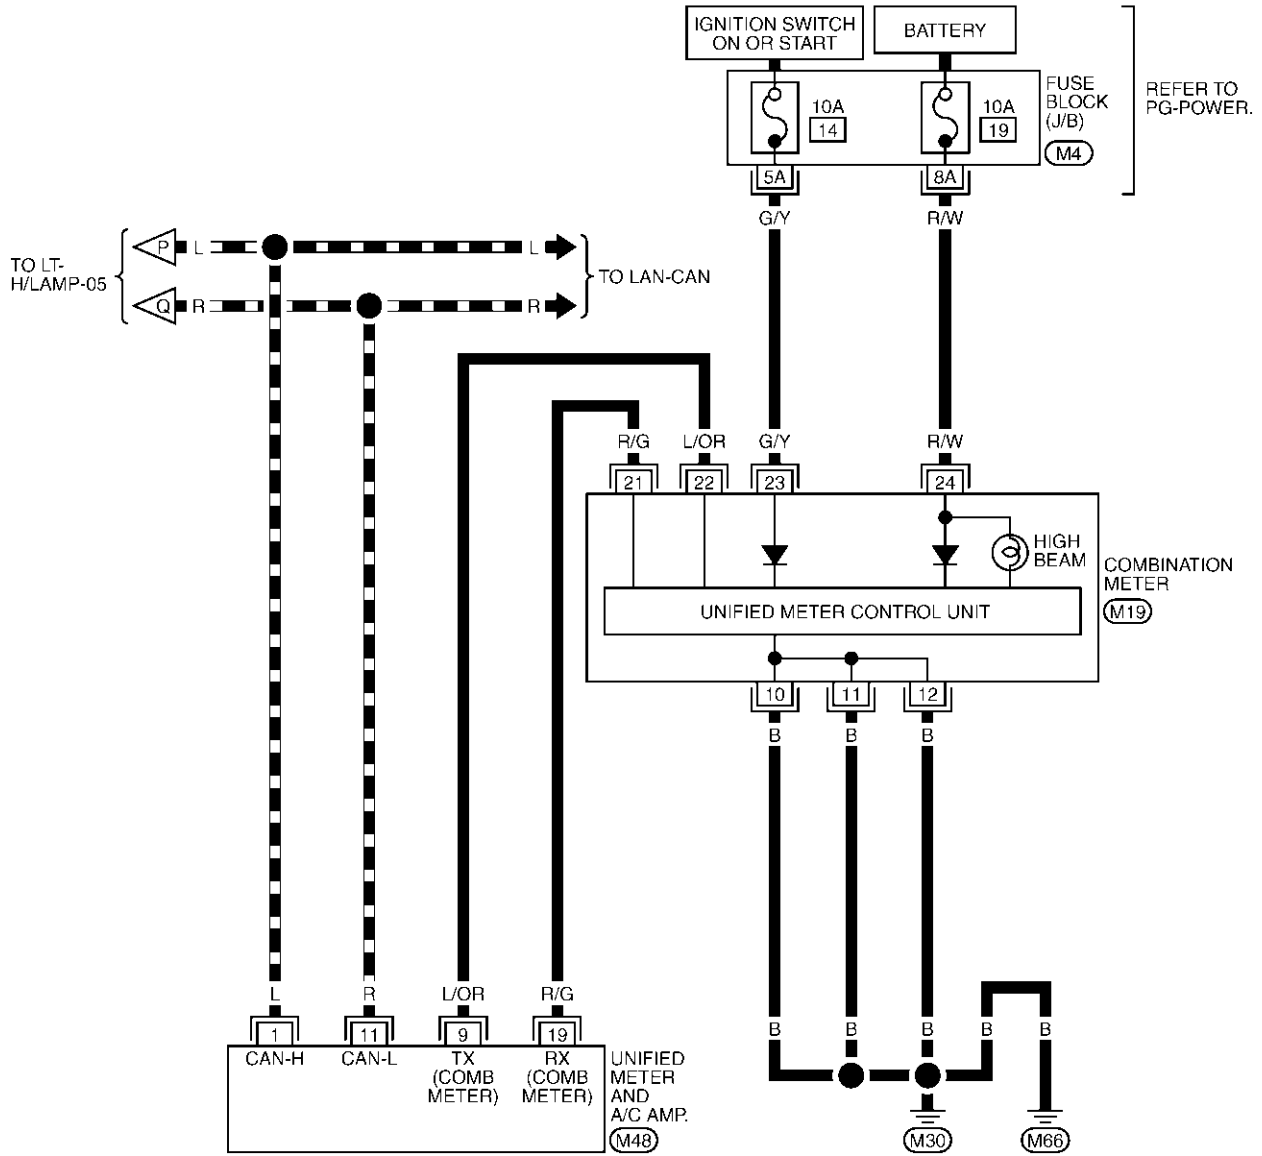 IGNITION SWITCH
ON OR START
BATTERY
FUSE
BLOCK
(J/B)
M4
REFER TO
PG-POWER.
10A
14
10A
19
5A
8A
G/Y
R/W
TO LT-
H/LAMP-05
P
L
L
Q
R
R
TO LAN-CAN
R/G
L/OR
G/Y
R/W
21
22
23
24
HIGH
BEAM
COMBINATION
METER
M19
UNIFIED METER CONTROL UNIT
10
11
12
B
B
B
L
R
L/OR
R/G
B
B
B
B
B
1
11
9
19
CAN-H
CAN-L
TX
(COMB
METER)
RX
(COMB
METER)
UNIFIED
METER
AND
A/C AMP.
M48
M30
M66